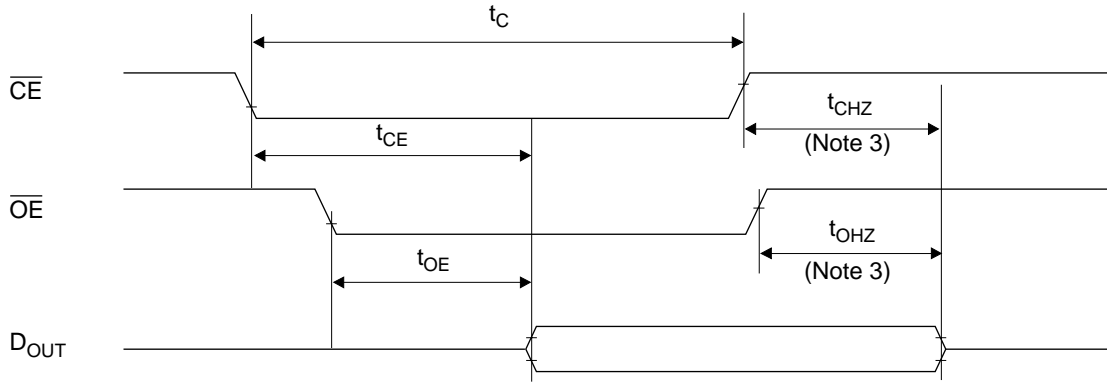 tC
CE
tCHZ
(Note 3)
tCE
OE
tOHZ
(Note 3)
tOE
DOUT